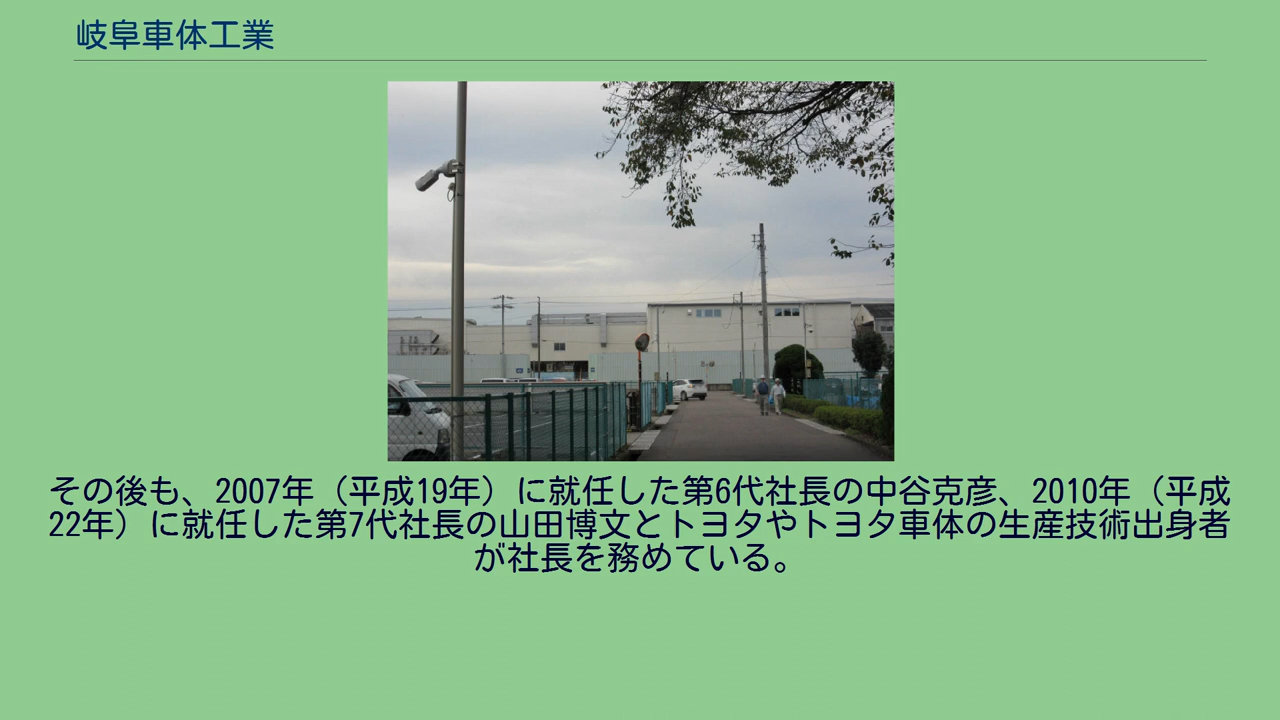 岐阜車体工業
その後も、2007年（平成19年）に就任した第6代社長の中谷克彦、2010年（平成
22年）に就任した第7代社長の山田博文とトヨタやトヨタ車体の生産技術出身者
が社長を務めている。